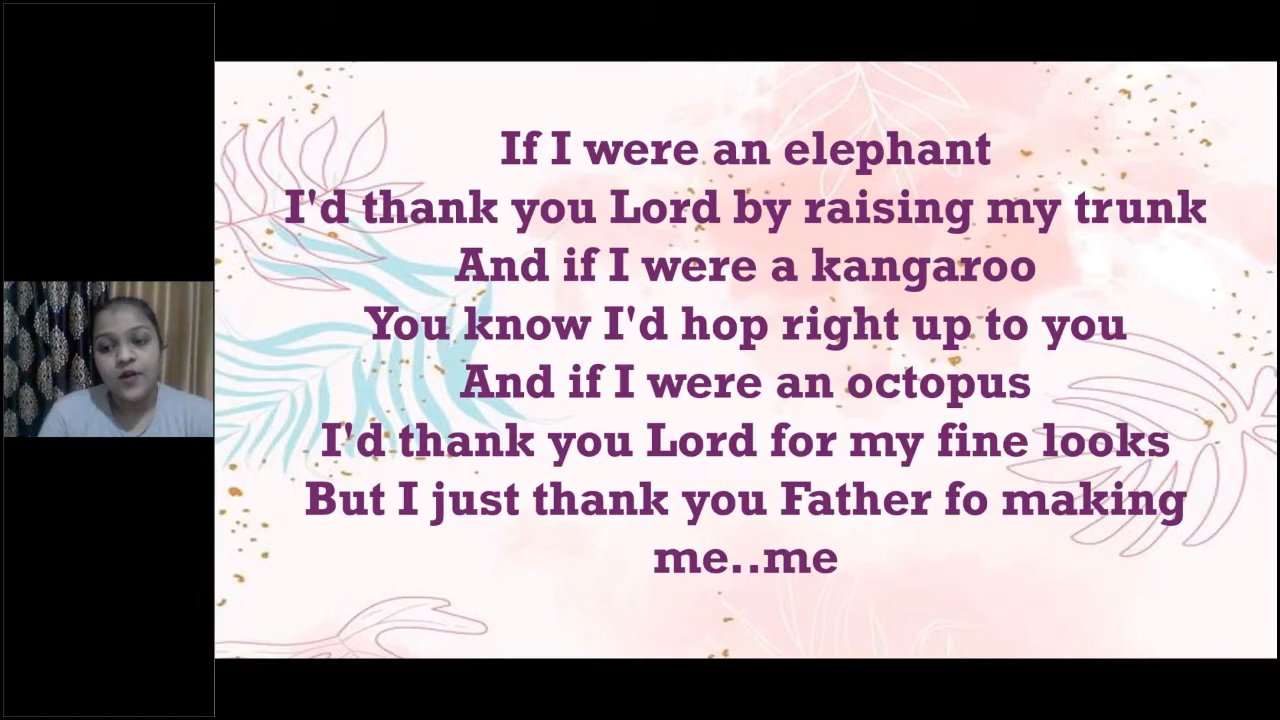 If I were an elephant
I'd thank you Lord by raising my trunk
And if I were a kangaroo
You know I'd hop right up to you
And if I were an octopus
I'd thank you Lord for my fine looks
But I just thank you Father fo making
me..me